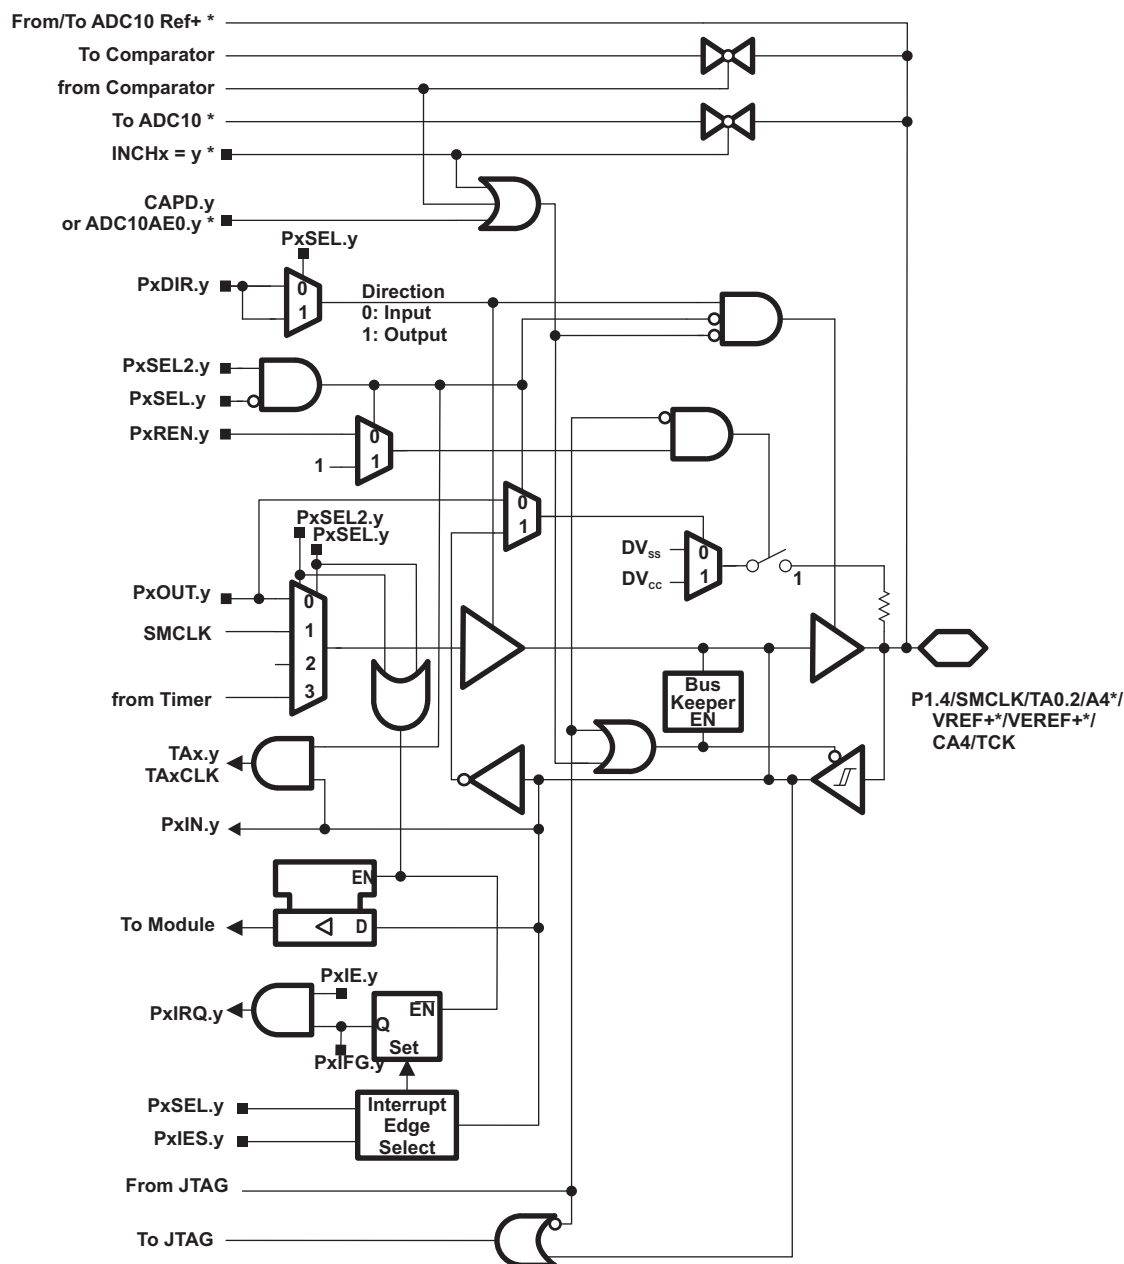 From/To ADC10 Ref+ *
To Comparator
from Comparator
To ADC10 *
INCHx = y *
CAPD.y
or ADC10AE0.y *
PxSEL.y
PxDIR.y
0
1
Direction
0: Input
1: Output
PxSEL2.y
PxSEL.y
PxREN.y
0
1
1
0
1
PxSEL2.y
PxSEL.y
DVSS
0
DVCC
1
1
PxOUT.y
0
SMCLK
1
2
from Timer
3
Bus
Keeper
EN
P1.4/SMCLK/TA0.2/A4*/
VREF+*/VEREF+*/
CA4/TCK
TAx.y
TAxCLK
PxIN.y
EN
To Module
D
PxIE.y
PxIRQ.y
EN
Q
Set
PxIFG.y
PxSEL.y
PxIES.y
Interrupt
Edge
Select
From JTAG
To JTAG